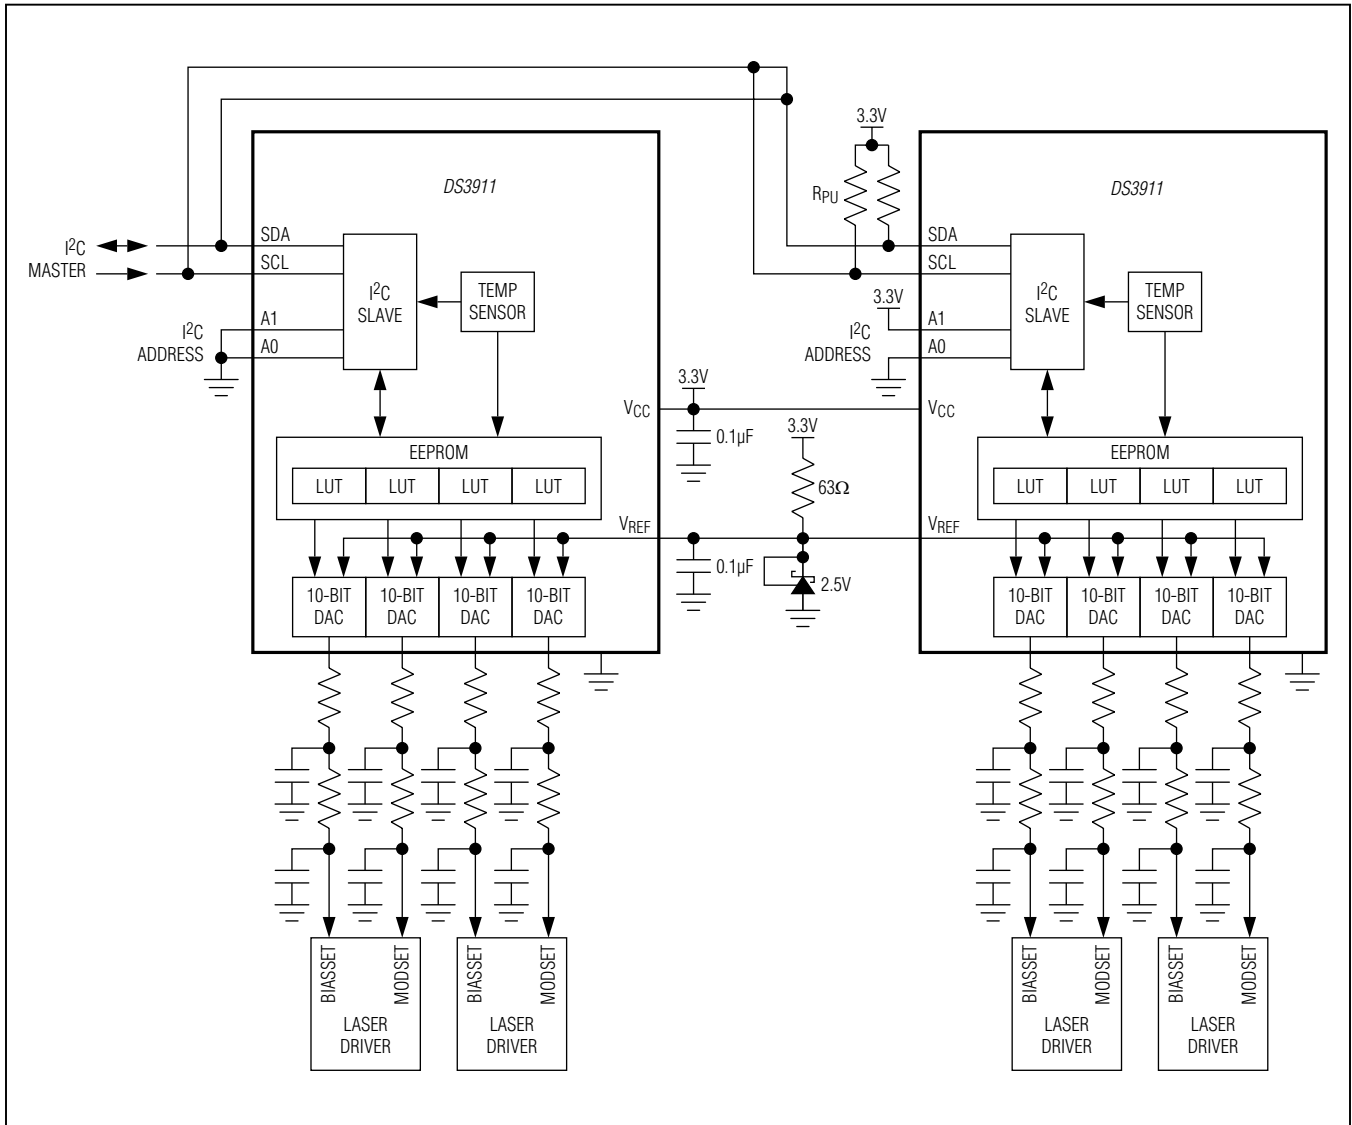 3.3V
DS3911
DS3911
RPU
I2C
MASTER
SDA
SCL
SDA
SCL
I2C
SLAVE
TEMP
SENSOR
I2C
SLAVE
TEMP
SENSOR
3.3V
I2C
ADDRESS
A1
A0
I2C
ADDRESS
A1
A0
3.3V
VCC
VCC
0.1µF
3.3V
EEPROM
EEPROM
LUT LUT LUT LUT
63Ω
LUT LUT LUT LUT
VREF
VREF
0.1µF
2.5V
10-BIT
DAC
10-BIT
DAC
10-BIT
DAC
10-BIT
DAC
10-BIT
DAC
10-BIT
DAC
10-BIT
DAC
10-BIT
DAC
BIASSET
MODSET
LASER
DRIVER
BIASSET
MODSET
LASER
DRIVER
BIASSET
MODSET
LASER
DRIVER
BIASSET
MODSET
LASER
DRIVER